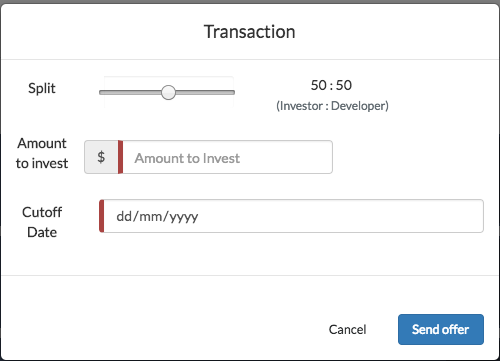 Transaction
Split
50 : 50
(Investor : Developer)
Amount
to invest
$
Amount to Invest
Cutoff
Date
dd/mm/yyyy
Cancel
Send offer